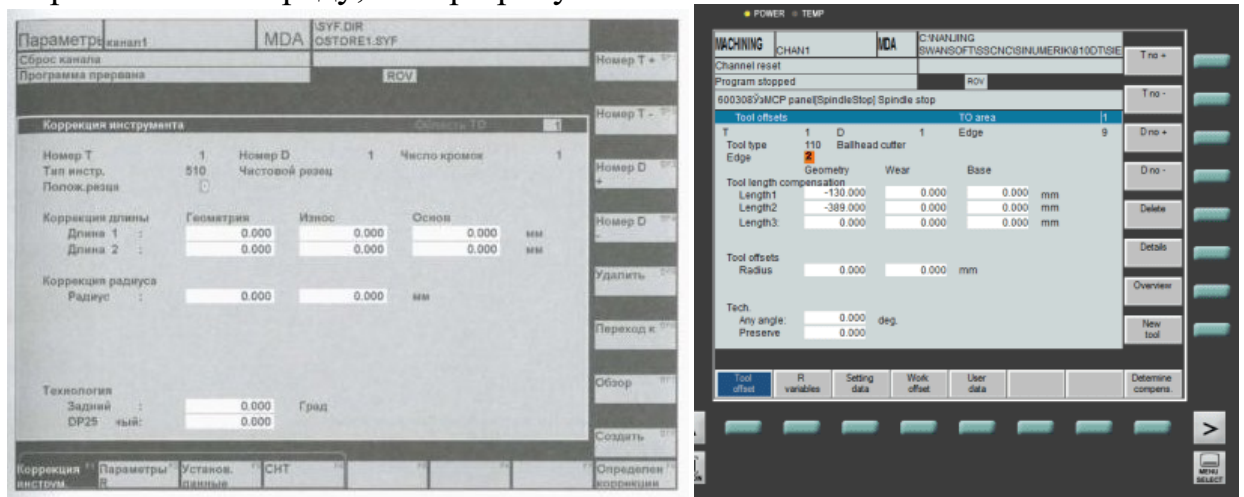 Параметры канал1 MDA \SYF.DIR
OSTORE1.SYF
Сброс канала
Программа прервана ROV
Коррекция инструмента Область ТО 1
Номер Т 1 Номер D 1 Число кромок 1
Тип инстр. 510 Чистовой резец
Полож.резца
Коррекция длины Геометрия Износ Основ
Длина 1 : 0.000 0.000 0.000 мм
Длина 2 : 0.000 0.000 0.000 мм
Коррекция радиуса
Радиус : 0.000 0.000 мм
Технология
Задний : 0.000 Град
DP25 ный: 0.000
Номер Т +
Номер Т -
Номер D
+
Номер D
-
Удалить
Переход к
Обзор
Создать
Коррекция
инструм.
Параметры
R
Установ.
данные
СНТ
Определен
коррекции
POWER TEMP
MACHINING CHAN1 MDA C:\NANJING
SWANSOFT\SSCNC\SINUMERIK\810DT\SIE
Channel reset
Program stopped ROV
MCP panel[SpindleStop] Spindle stop
Tool offsets TO area 1
T 1 D 1 Edge 9
Tool type 110 Ballhead cutter
Edge 2
Geometry Wear Base
Tool length compensation
Length1 -130.000 0.000 0.000 mm
Length2 -389.000 0.000 0.000 mm
Length3: 0.000 0.000 0.000 mm
Tool offsets
Radius 0.000 0.000 mm
Tech.
Any angle: 0.000 deg.
Preserve 0.000
T no +
T no -
D no +
D no -
Delete
Details
Overview
New
tool
Tool
offset
R
variables
Setting
data
Work
offset
User
data
Determine
compens.
>
MENU
SELECT